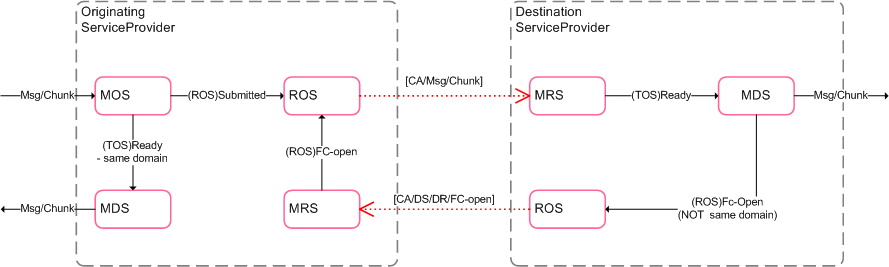 Originating
ServiceProvider
Destination
ServiceProvider
[CA/Msg/Chunk]
Msg/Chunk
MOS
(ROS)Submitted
ROS
MRS
(TOS)Ready
MDS
Msg/Chunk
(TOS)Ready
- same domain
(ROS)FC-open
[CA/DS/DR/FC-open]
Msg/Chunk
MDS
MRS
ROS
(ROS)Fc-Open
(NOT same domain)